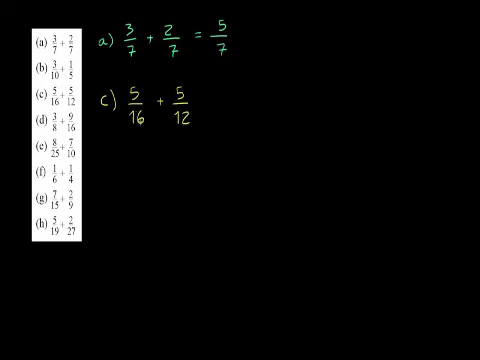 (a) 3/7 + 2/7
(b) 3/10 + 1/5
(c) 5/16 + 5/12
(d) 3/8 + 9/16
(e) 8/25 + 7/10
(f) 1/6 + 1/4
(g) 7/15 + 2/9
(h) 5/19 + 2/27
a) 3/7 + 2/7 = 5/7
c) 5/16 + 5/12